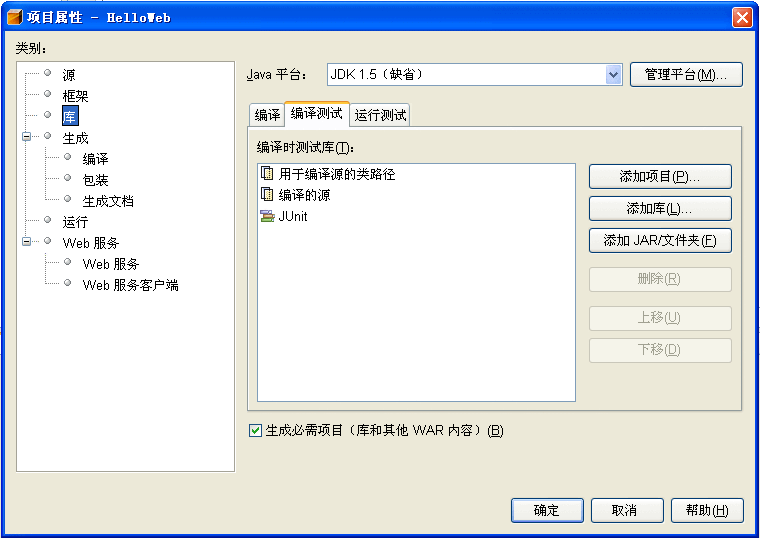 项目属性 - HelloWeb
类别:
源
框架
库
生成
编译
包装
生成文档
运行
Web 服务
Web 服务
Web 服务客户端
Java 平台: JDK 1.5（缺省） 管理平台(M)...
编译 编译测试 运行测试
编译时测试库(T):
用于编译源的类路径
编译的源
JUnit
添加项目(P)...
添加库(L)...
添加 JAR/文件夹(F)
删除(R)
上移(U)
下移(D)
生成必需项目（库和其他 WAR 内容）(B)
确定 取消 帮助(H)